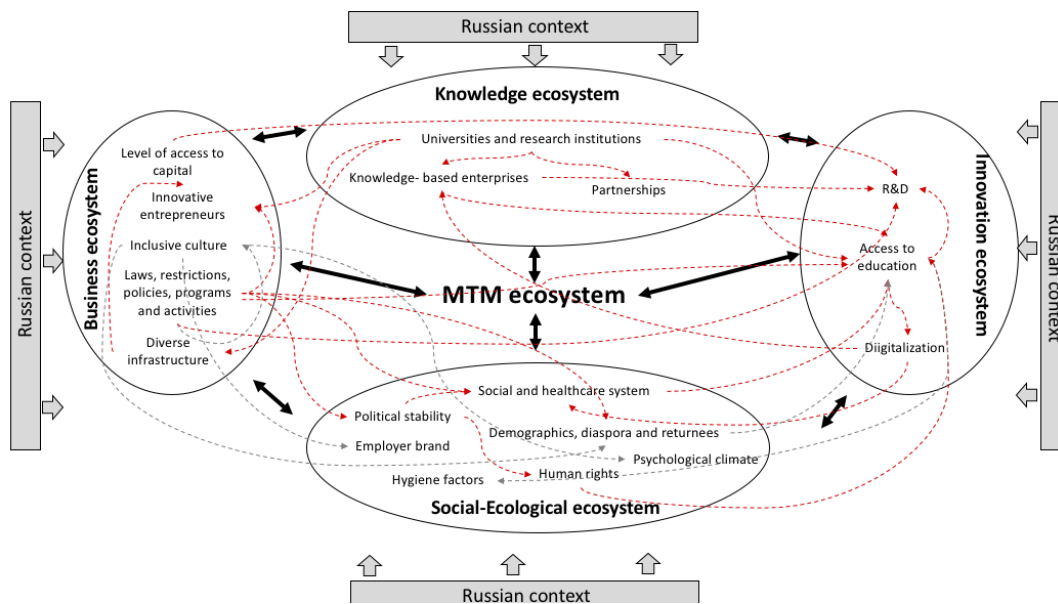 Russian context
Knowledge ecosystem
Universities and research institutions
Knowledge- based enterprises
Partnerships
Russian context
Business ecosystem
Level of access to
capital
Innovative
entrepreneurs
Inclusive culture
Laws, restrictions,
policies, programs
and activities
Diverse
infrastructure
MTM ecosystem
R&D
Access to
education
Diigitalization
Innovation ecosystem
Russian context
Social and healthcare system
Political stability
Demographics, diaspora and returnees
Employer brand
Psychological climate
Human rights
Hygiene factors
Social-Ecological ecosystem
Russian context